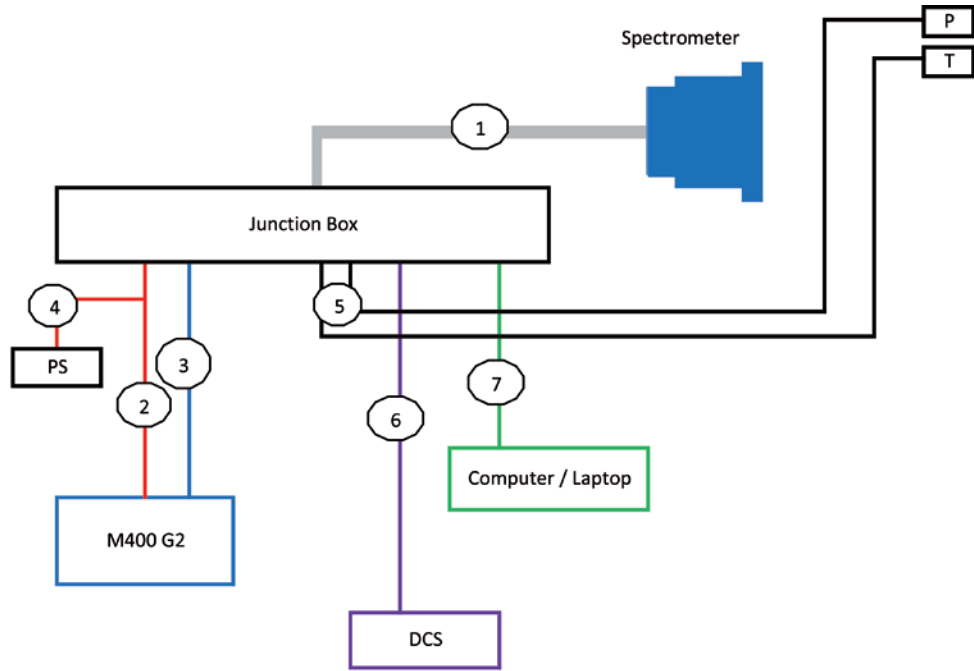 P
Spectrometer
T
1
Junction Box
4
5
PS
3
7
2
6
Computer / Laptop
M400 G2
DCS